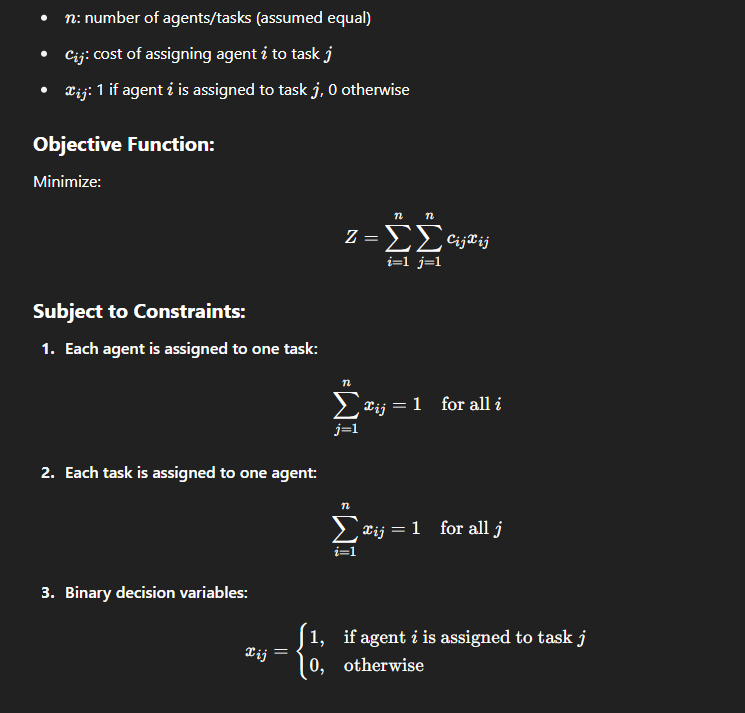 • n: number of agents/tasks (assumed equal)
• c_{ij}: cost of assigning agent i to task j
• x_{ij}: 1 if agent i is assigned to task j, 0 otherwise
Objective Function:
Minimize:
Z = \sum_{i=1}^{n} \sum_{j=1}^{n} c_{ij} x_{ij}
Subject to Constraints:
1. Each agent is assigned to one task:
\sum_{j=1}^{n} x_{ij} = 1 for all i
2. Each task is assigned to one agent:
\sum_{i=1}^{n} x_{ij} = 1 for all j
3. Binary decision variables:
x_{ij} = \begin{cases} 1, & \text{if agent } i \text{ is assigned to task } j \\ 0, & \text{otherwise} \end{cases}